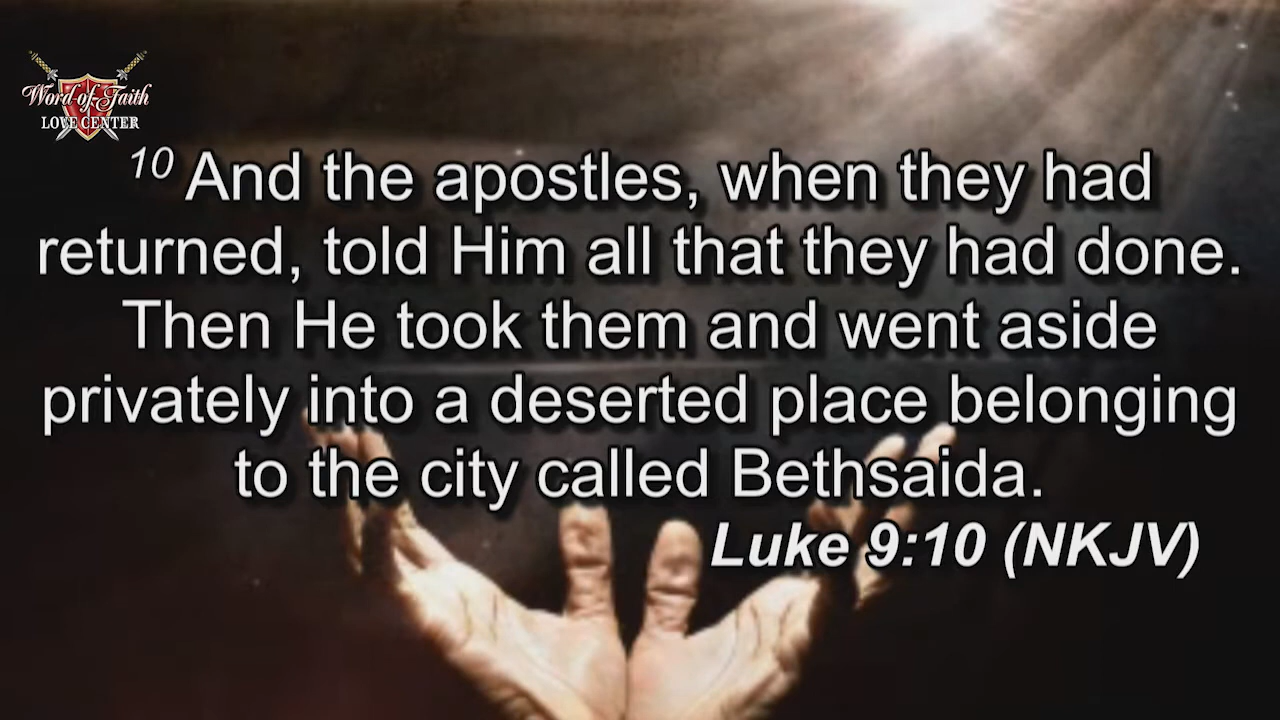 Word of Faith
LOVE CENTER
10 And the apostles, when they had
returned, told Him all that they had done.
Then He took them and went aside
privately into a deserted place belonging
to the city called Bethsaida.
Luke 9:10 (NKJV)